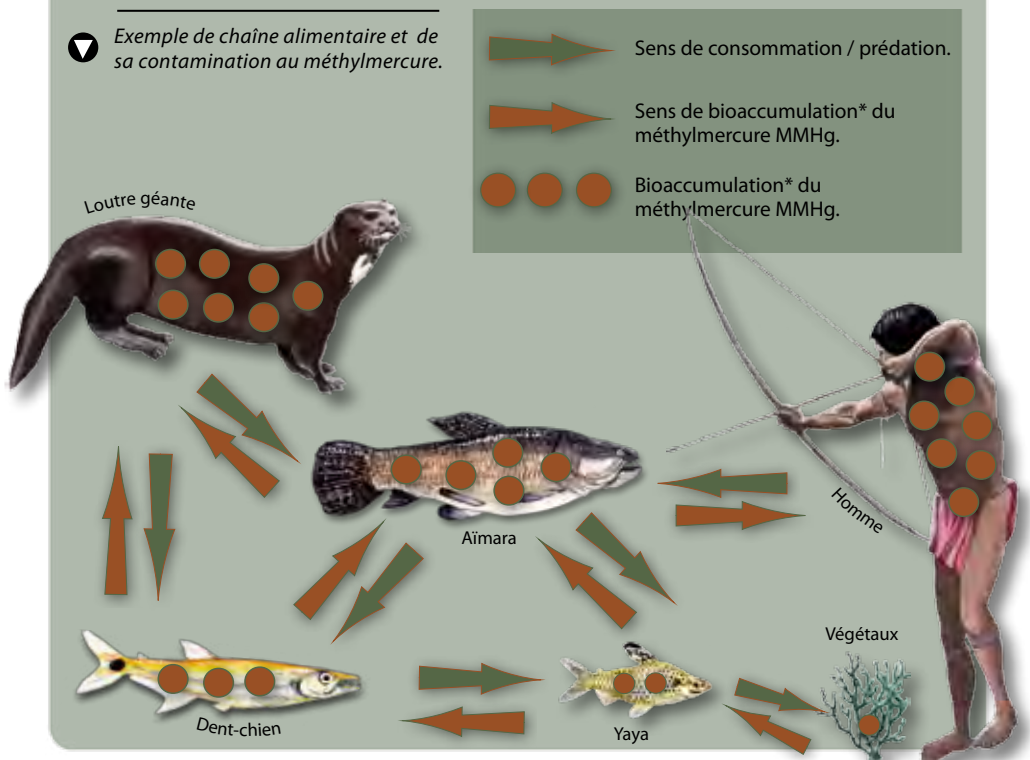 Exemple de chaîne alimentaire et de
sa contamination au méthylmercure.
Sens de consommation / prédation.
Sens de bioaccumulation* du
méthylmercure MMHg.
Bioaccumulation* du
méthylmercure MMHg.
Loutre géante
Aïmara
Homme
Végétaux
Dent-chien
Yaya